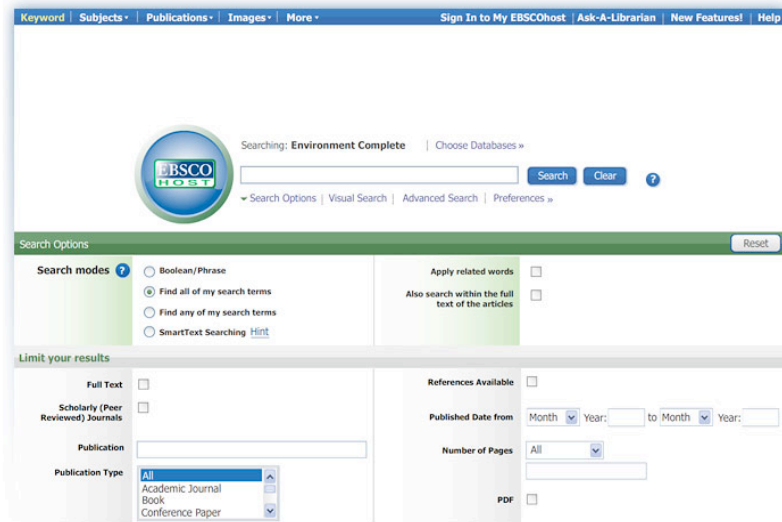 Keyword Subjects Publications Images More Sign In to My EBSCOhost Ask-A-Librarian New Features! Help
Searching: Environment Complete Choose Databases »
EBSCO
HOST
Search Clear ?
Search Options Visual Search Advanced Search Preferences »
Search Options Reset
Search modes ? Boolean/Phrase
Find all of my search terms
Find any of my search terms
SmartText Searching Hint
Apply related words
Also search within the full
text of the articles
Limit your results
Full Text
Scholarly (Peer
Reviewed) Journals
Publication
Publication Type All
Academic Journal
Book
Conference Paper
References Available
Published Date from Month Year: to Month Year:
Number of Pages All
PDF